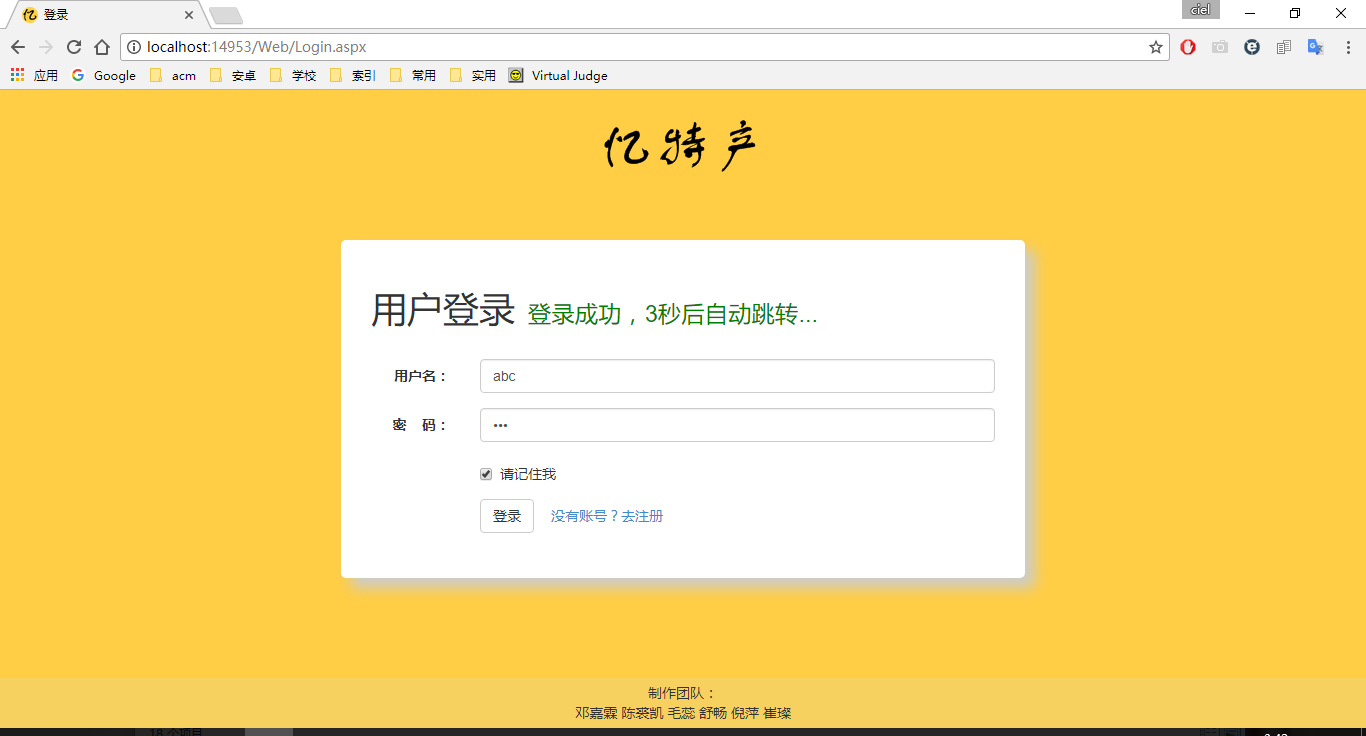 亿 登录
ciel
localhost:14953/Web/Login.aspx
应用 Google acm 安卓 学校 索引 常用 实用 Virtual Judge
亿特产
用户登录 登录成功，3秒后自动跳转...
用户名： abc
密 码： •••
请记住我
登录 没有账号？去注册
制作团队：
邓嘉霖 陈裘凯 毛蕊 舒畅 倪萍 崔璨